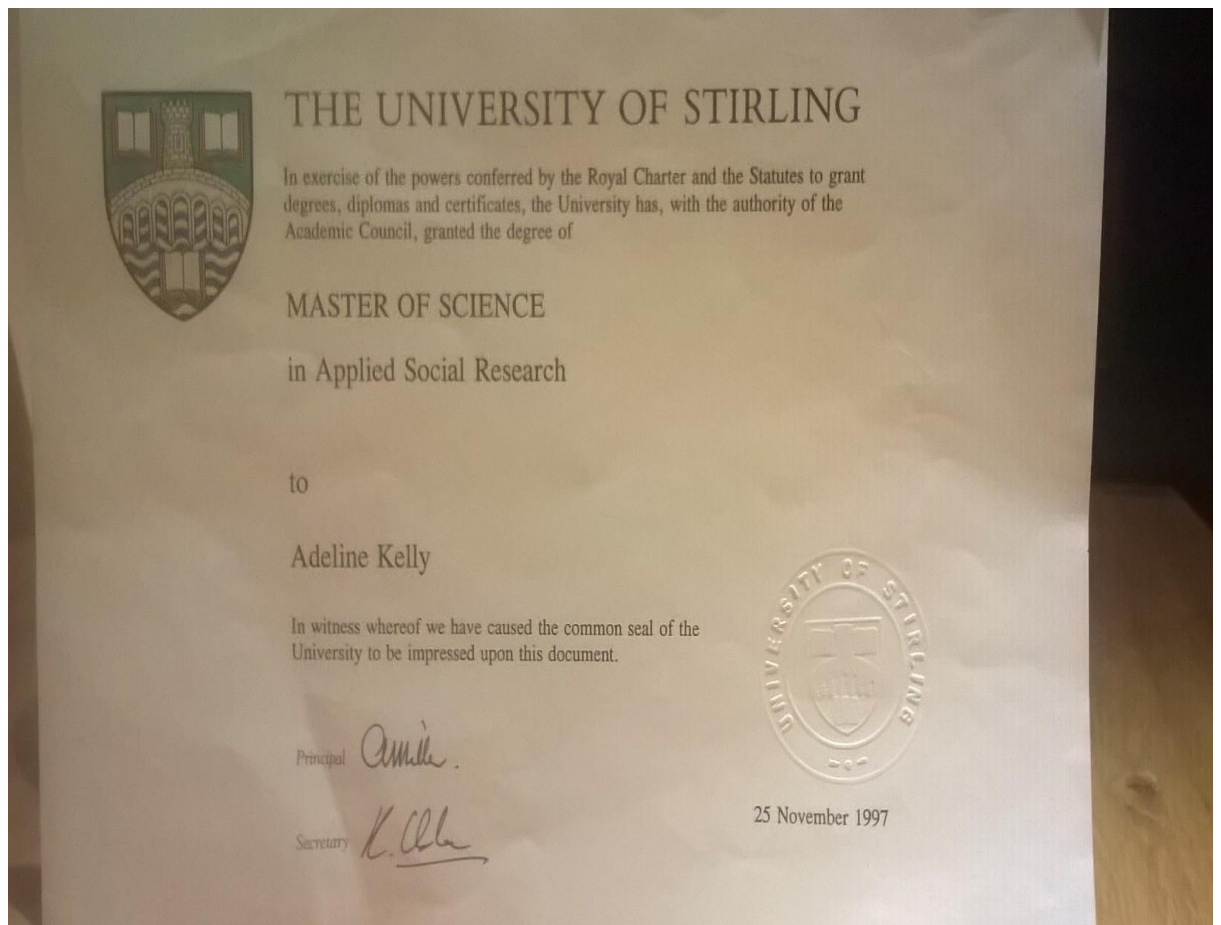 THE UNIVERSITY OF STIRLING
In exercise of the powers conferred by the Royal Charter and the Statutes to grant
degrees, diplomas and certificates, the University has, with the authority of the
Academic Council, granted the degree of
MASTER OF SCIENCE
in Applied Social Research
to
Adeline Kelly
In witness whereof we have caused the common seal of the
University to be impressed upon this document.
UNIVERSITY OF STIRLING
Principal
25 November 1997
Secretary